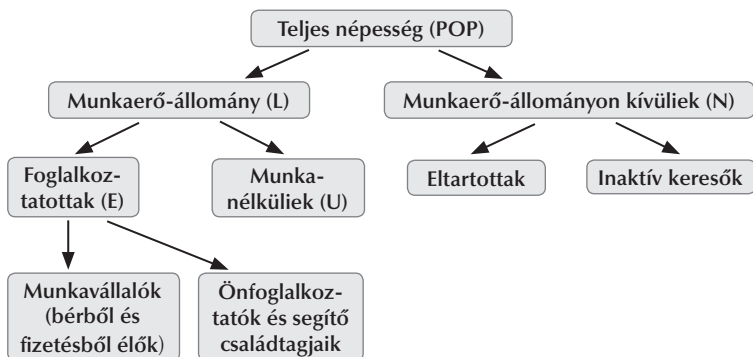 Teljes népesség (POP)
Munkaerő-állomány (L)
Munkaerő-állományon kívüliek (N)
Foglalkoz-
tatottak (E)
Munka-
nélküliek (U)
Eltartottak
Inaktív keresők
Munkavállalók
(bérből és
fizetésből élők)
Önfoglalkoz-
tatók és segítő
családtagjaik